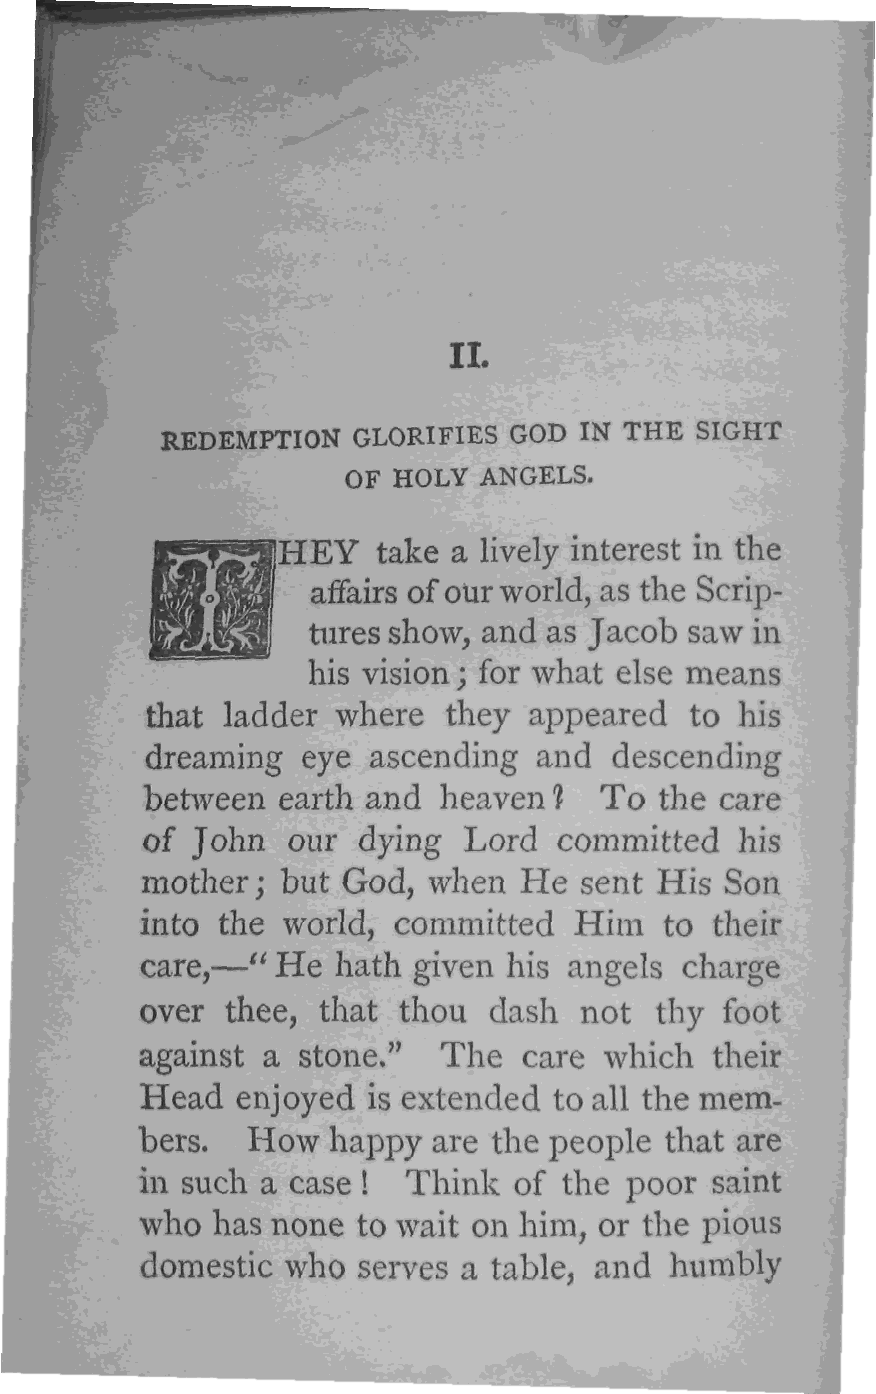 II.
REDEMPTION GLORIFIES GOD IN THE SIGHT
OF HOLY ANGELS.
THEY take a lively interest in the
affairs of our world, as the Scrip-
tures show, and as Jacob saw in
his vision; for what else means
that ladder where they appeared to his
dreaming eye ascending and descending
between earth and heaven? To the care
of John our dying Lord committed his
mother; but God, when He sent His Son
into the world, committed Him to their
care,—"He hath given his angels charge
over thee, that thou dash not thy foot
against a stone." The care which their
Head enjoyed is extended to all the mem-
bers. How happy are the people that are
in such a case! Think of the poor saint
who has none to wait on him, or the pious
domestic who serves a table, and humbly